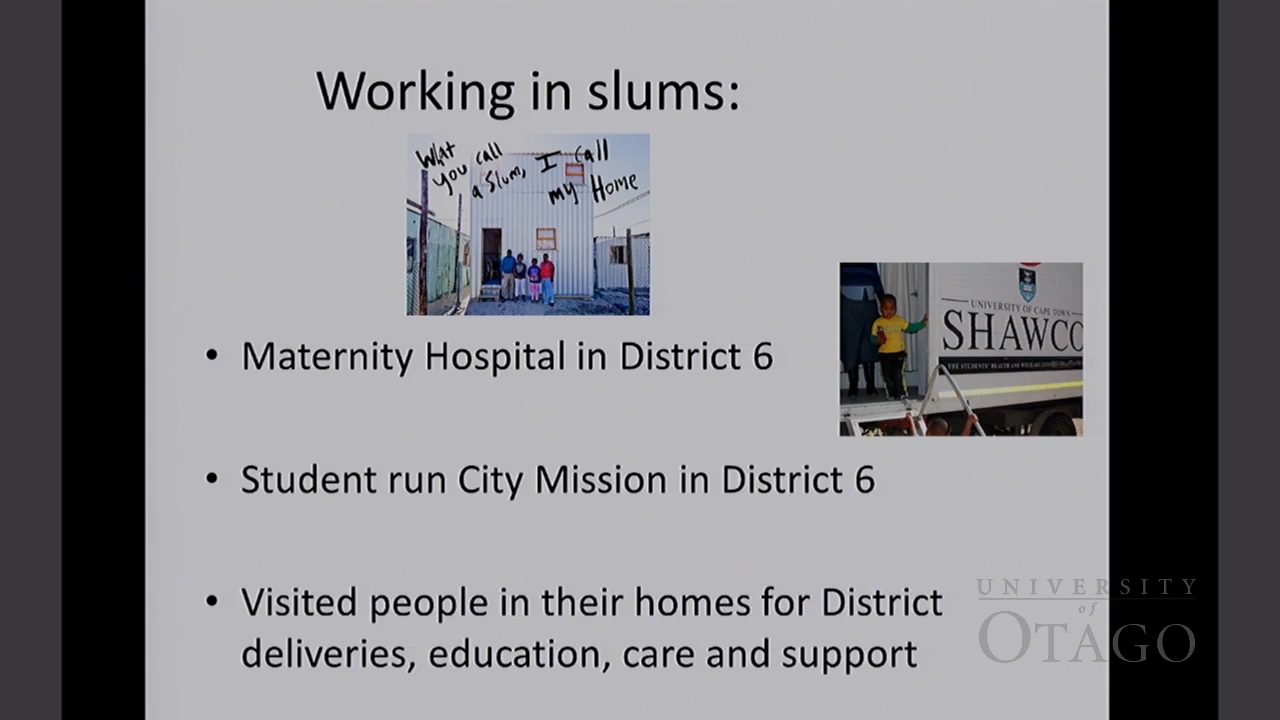 Working in slums:
What
you call
a Slum, I call
my Home
• Maternity Hospital in District 6
UNIVERSITY OF CAPE TOWN
SHAWCO
• Student run City Mission in District 6
• Visited people in their homes for District
deliveries, education, care and support
UNIVERSITY
of
OTAGO